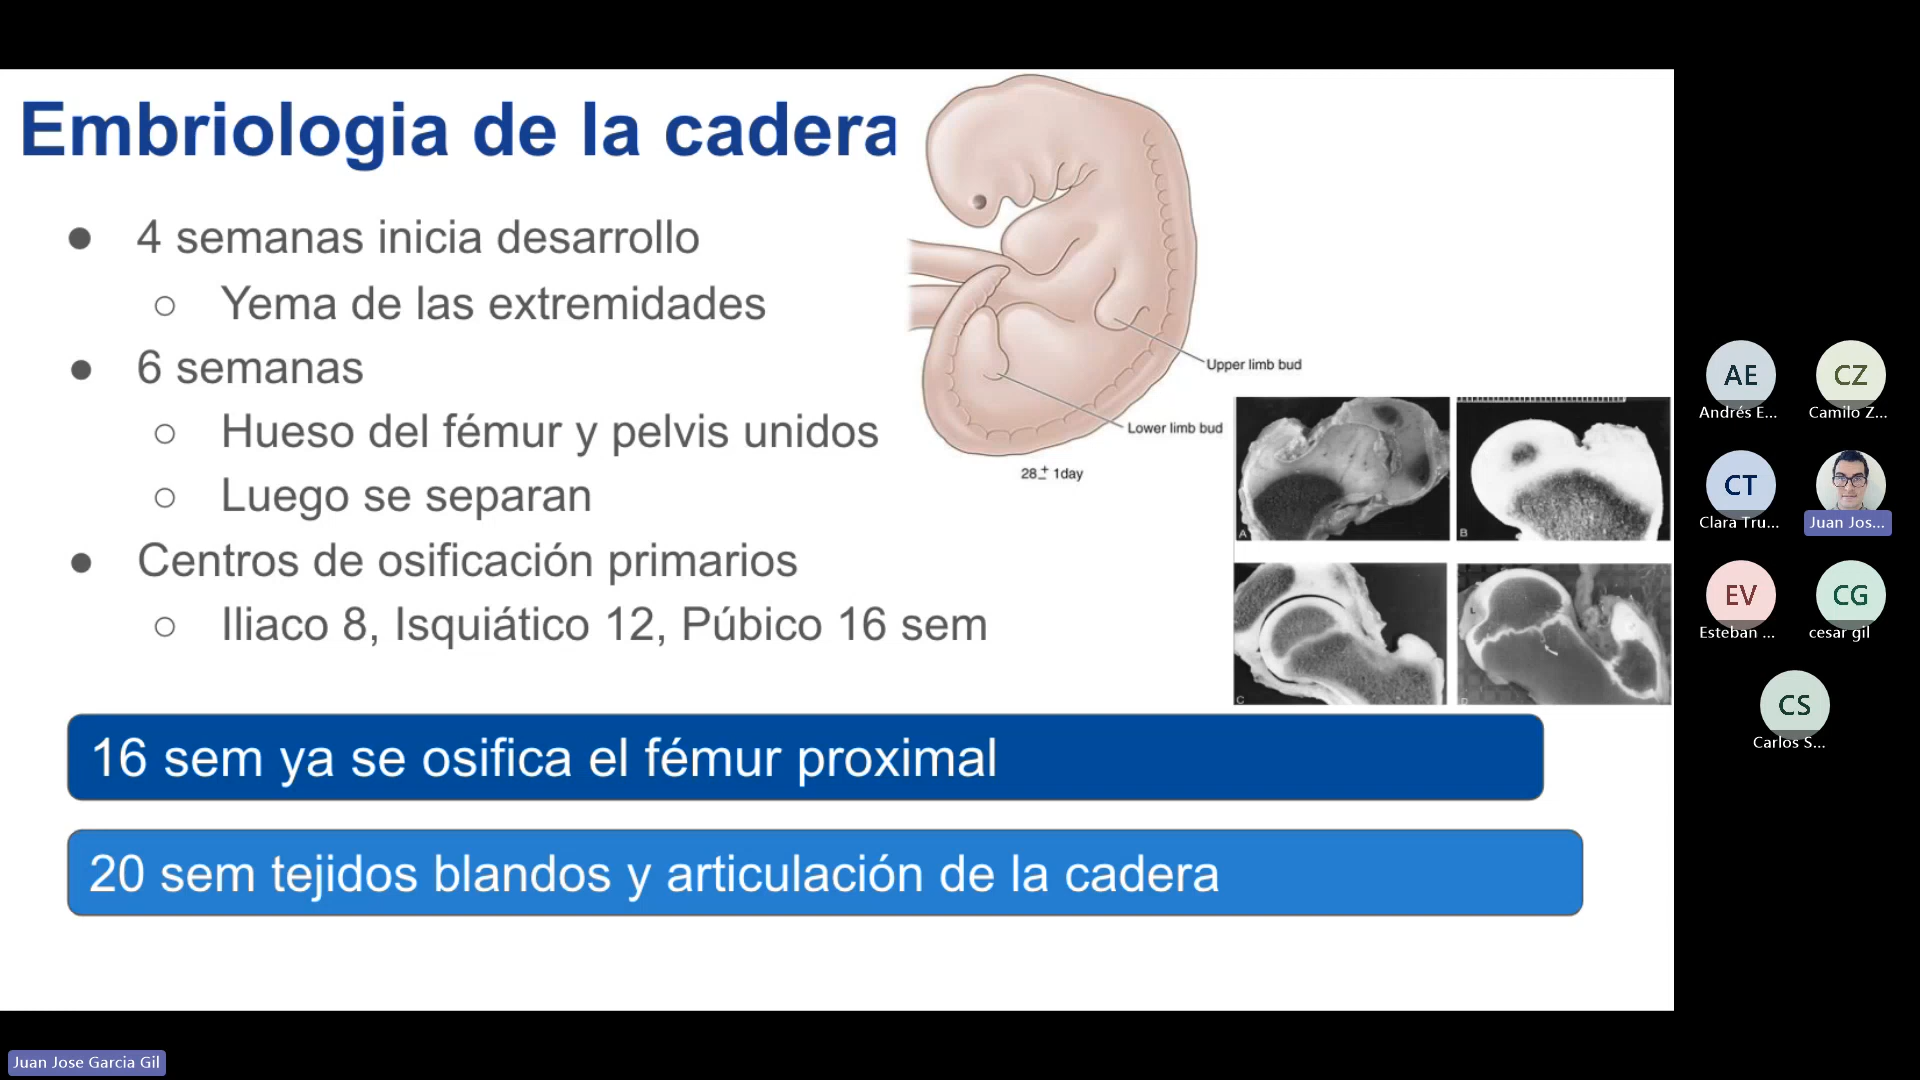 Embriologia de la cadera
● 4 semanas inicia desarrollo
○ Yema de las extremidades
● 6 semanas
○ Hueso del fémur y pelvis unidos
○ Luego se separan
● Centros de osificación primarios
○ Iliaco 8, Isquiático 12, Púbico 16 sem
Upper limb bud
Lower limb bud
28 ± 1day
A
B
C
16 sem ya se osifica el fémur proximal
20 sem tejidos blandos y articulación de la cadera
AE
Andrés E...
CZ
Camilo Z...
CT
Clara Tru...
Juan Jos...
EV
Esteban ...
CG
cesar gil
CS
Carlos S...
Juan Jose Garcia Gil